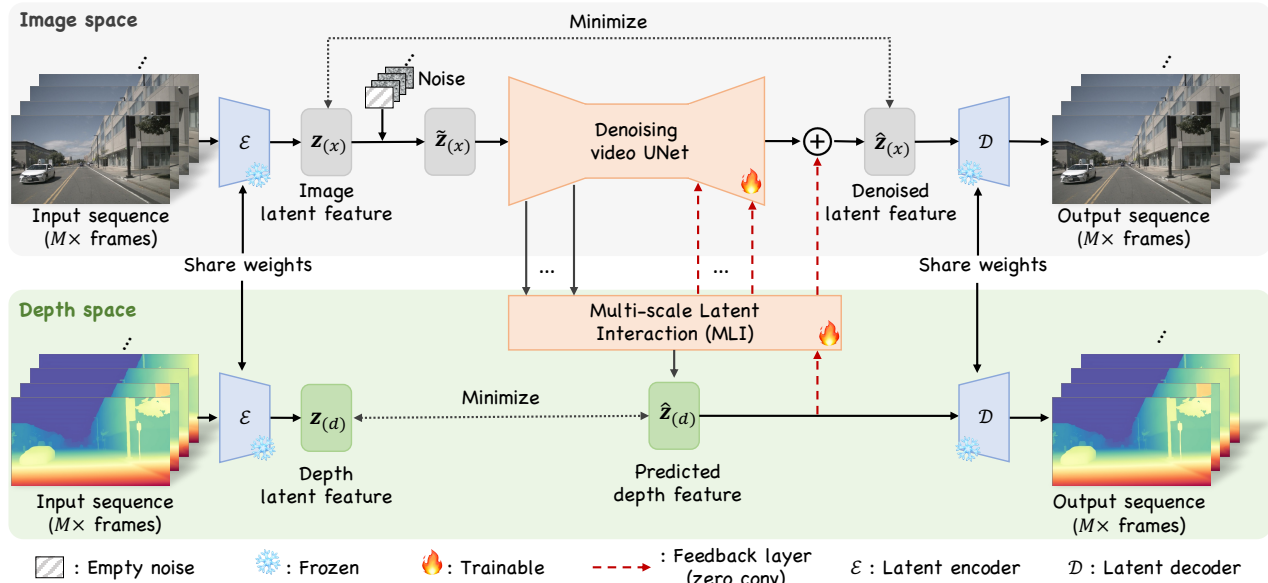 Image space
Minimize
Noise
ℰ
𝐳(x)
z̃(x)
Denoising
video UNet
+
ẑ(x)
𝒟
Image
latent feature
Denoised
latent feature
Input sequence
(M× frames)
Output sequence
(M× frames)
Share weights
...
...
Share weights
Depth space
Multi-scale Latent
Interaction (MLI)
ℰ
𝐳(d)
Minimize
ẑ(d)
𝒟
Depth
latent feature
Predicted
depth feature
Input sequence
(M× frames)
Output sequence
(M× frames)
: Empty noise
: Frozen
: Trainable
: Feedback layer
(zero conv)
ℰ : Latent encoder
𝒟 : Latent decoder